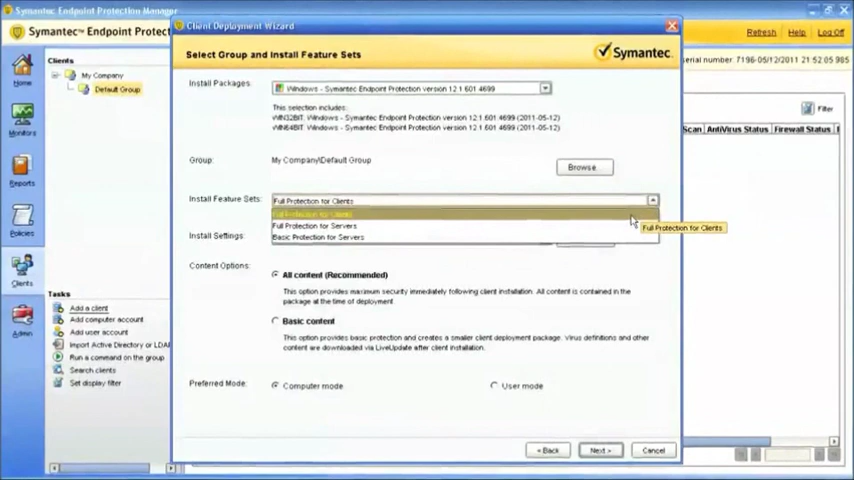 Symantec Endpoint Protection Manager
Symantec™ Endpoint Protec
Refresh
Help
Log Off
serial number: 7196-05/12/2011 21:52:05 985
Home
Monitors
Reports
Policies
Clients
Admin
Clients
My Company
Default Group
Tasks
Add a client
Add computer account
Add user account
Import Active Directory or LDAP
Run a command on the group
Search clients
Set display filter
Filter
Scan
AntiVirus Status
Firewall Status
Client Deployment Wizard
Select Group and Install Feature Sets
Symantec.
Install Packages:
Windows - Symantec Endpoint Protection version 12.1.601.4699
This selection includes:
WIN32BIT: Windows - Symantec Endpoint Protection version 12.1.601.4699 (2011-05-12)
WIN64BIT: Windows - Symantec Endpoint Protection version 12.1.601.4699 (2011-05-12)
Group:
My Company\Default Group
Browse
Install Feature Sets:
Full Protection for Clients
Full Protection for Clients
Full Protection for Servers
Basic Protection for Servers
Full Protection for Clients
Install Settings:
Content Options:
All content (Recommended)
This option provides maximum security immediately following client installation. All content is contained in the
package at the time of deployment.
Basic content
This option provides basic protection and creates a smaller client deployment package. Virus definitions and other
content are downloaded via LiveUpdate after client installation.
Preferred Mode:
Computer mode
User mode
< Back
Next >
Cancel